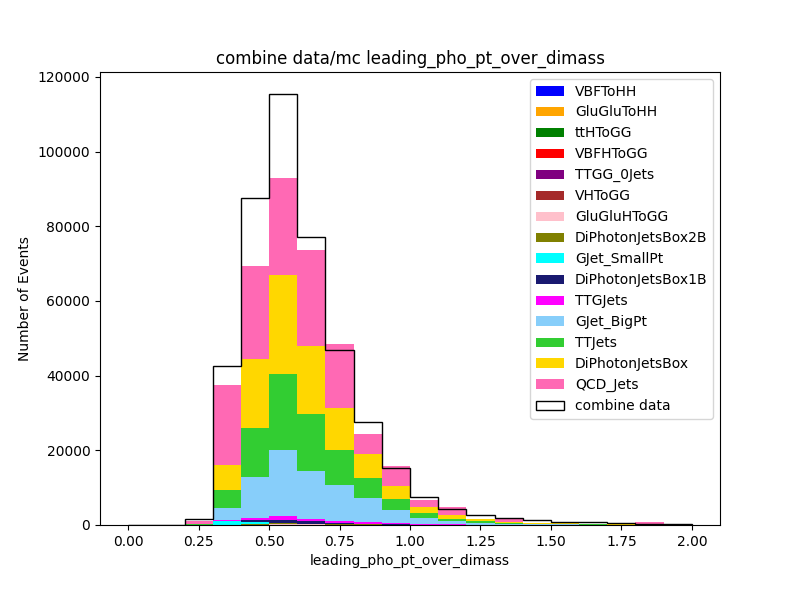 combine data/mc leading_pho_pt_over_dimass
120000
100000
80000
60000
40000
20000
0
Number of Events
VBFToHH
GluGluToHH
ttHToGG
VBFHToGG
TTGG_0Jets
VHToGG
GluGluHToGG
DiPhotonJetsBox2B
GJet_SmallPt
DiPhotonJetsBox1B
TTGJets
GJet_BigPt
TTJets
DiPhotonJetsBox
QCD_Jets
combine data
0.00 0.25 0.50 0.75 1.00 1.25 1.50 1.75 2.00
leading_pho_pt_over_dimass